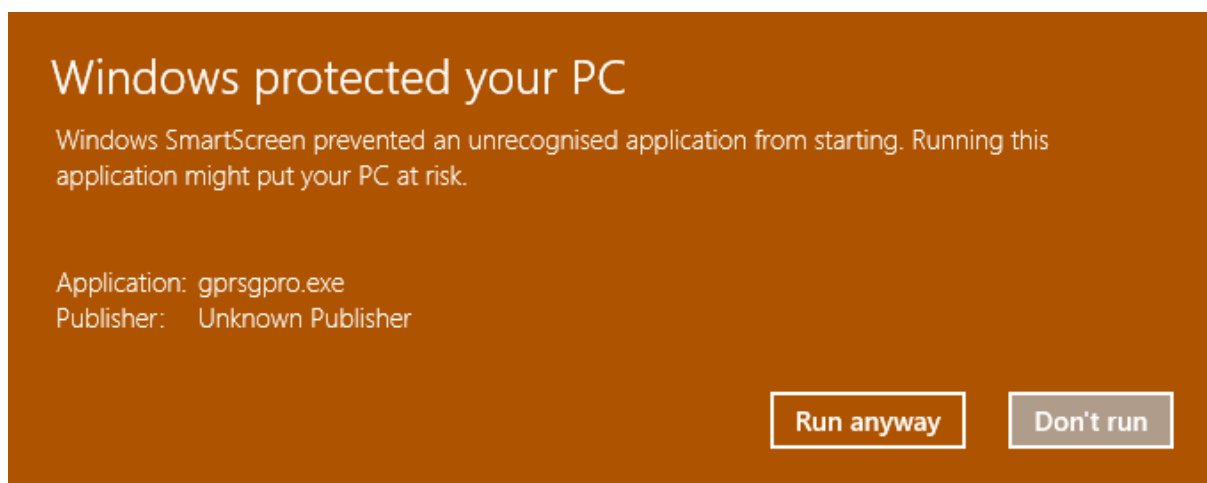 Windows protected your PC
Windows SmartScreen prevented an unrecognised application from starting. Running this
application might put your PC at risk.
Application: gprsgpro.exe
Publisher: Unknown Publisher
Run anyway
Don't run